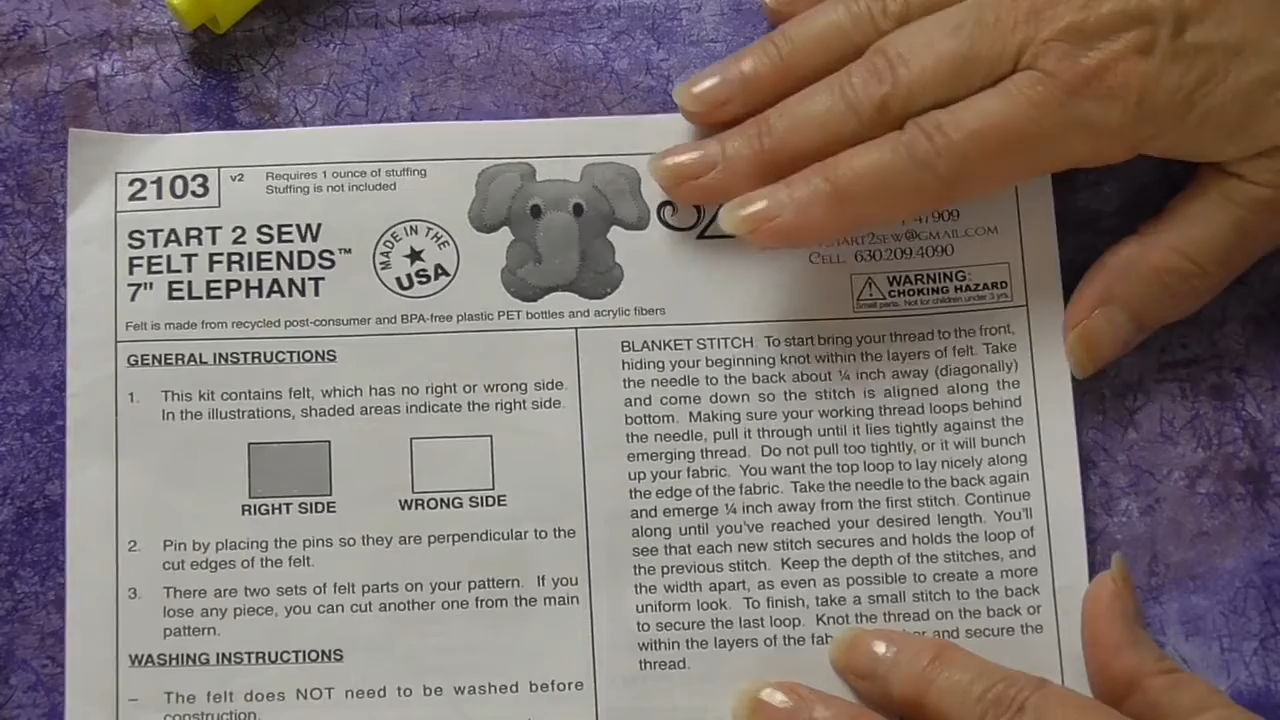 2103
v2
Requires 1 ounce of stuffing
Stuffing is not included
START 2 SEW
FELT FRIENDS™
7" ELEPHANT
MADE IN THE
USA
47909
START2SEW@GMAIL.COM
CELL. 630.209.4090
WARNING:
CHOKING HAZARD
Small parts. Not for children under 3 yrs.
Felt is made from recycled post-consumer and BPA-free plastic PET bottles and acrylic fibers
GENERAL INSTRUCTIONS
1. This kit contains felt, which has no right or wrong side.
In the illustrations, shaded areas indicate the right side.
RIGHT SIDE
WRONG SIDE
2. Pin by placing the pins so they are perpendicular to the
cut edges of the felt.
3. There are two sets of felt parts on your pattern. If you
lose any piece, you can cut another one from the main
pattern.
WASHING INSTRUCTIONS
– The felt does NOT need to be washed before
construction.
BLANKET STITCH To start bring your thread to the front,
hiding your beginning knot within the layers of felt. Take
the needle to the back about ¼ inch away (diagonally)
and come down so the stitch is aligned along the
bottom. Making sure your working thread loops behind
the needle, pull it through until it lies tightly against the
emerging thread. Do not pull too tightly, or it will bunch
up your fabric. You want the top loop to lay nicely along
the edge of the fabric. Take the needle to the back again
and emerge ¼ inch away from the first stitch. Continue
along until you've reached your desired length. You'll
see that each new stitch secures and holds the loop of
the previous stitch. Keep the depth of the stitches, and
the width apart, as even as possible to create a more
uniform look. To finish, take a small stitch to the back
to secure the last loop. Knot the thread on the back or
within the layers of the and secure the
thread.